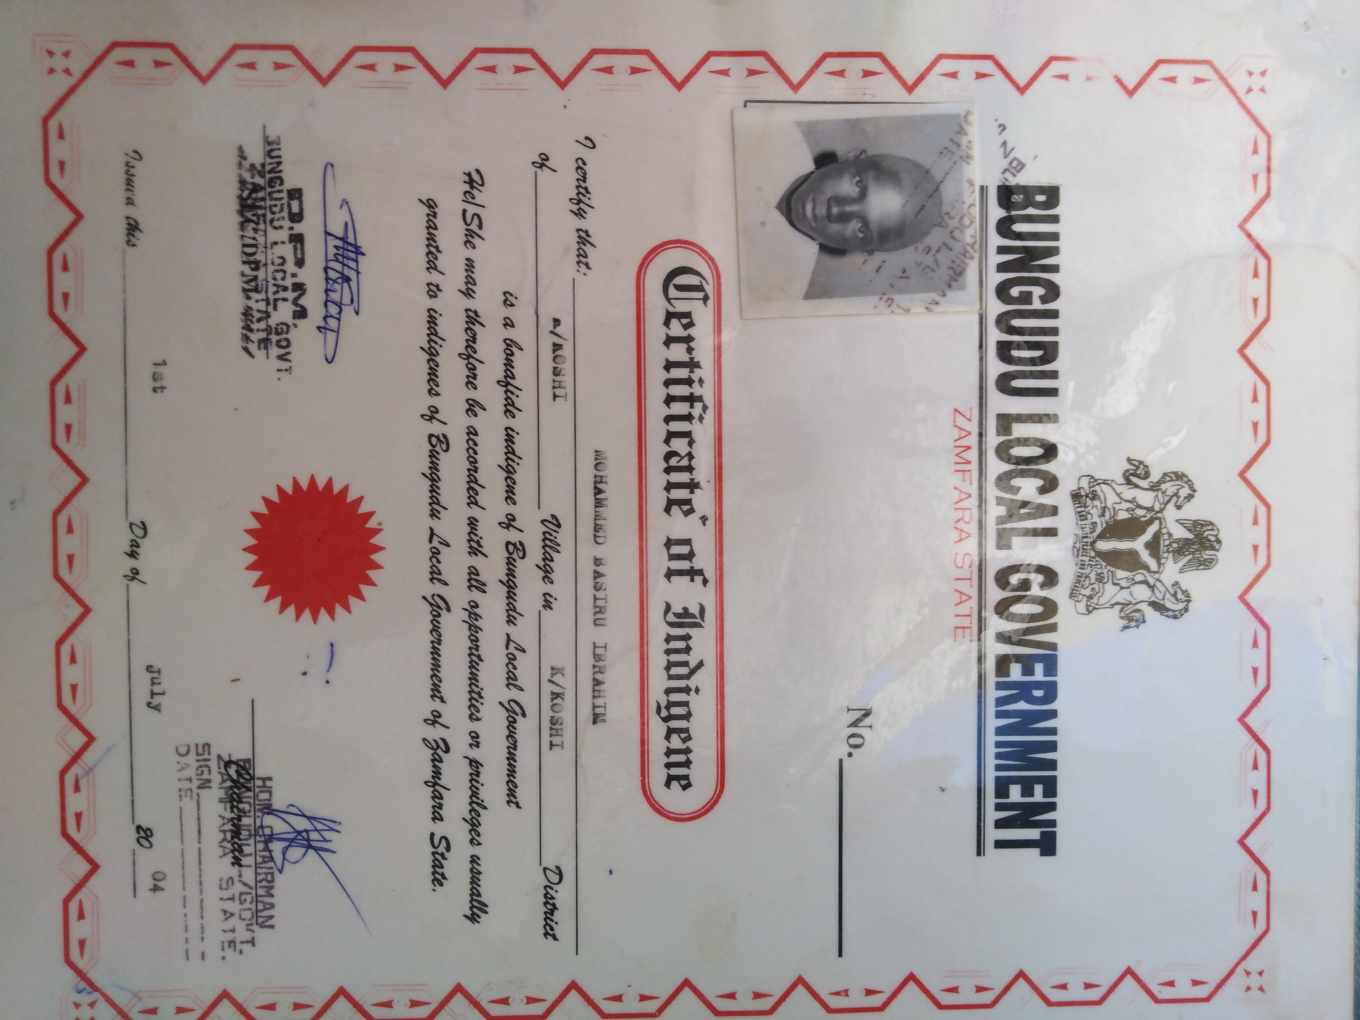 BUNGUDU LOCAL GOVERNMENT
ZAMFARA STATE
No.
Certificate of Indigene
I certify that: MOHAMMED BASIRU IBRAHIM
of K/KOSHI Village in K/KOSHI District
is a bonafide indigene of Bungudu Local Government
He/She may therefore be accorded with all opportunities or privileges usually
granted to indigenes of Bungudu Local Government of Zamfara State.
D.P.M.
BUNGUDU LOCAL GOVT.
ZAMFARA STATE
HON. CHAIRMAN
BUNGUDU L/GOVT.
ZAMFARA STATE.
Chairman
SIGN
DATE
Issued this 1st Day of July 20 04